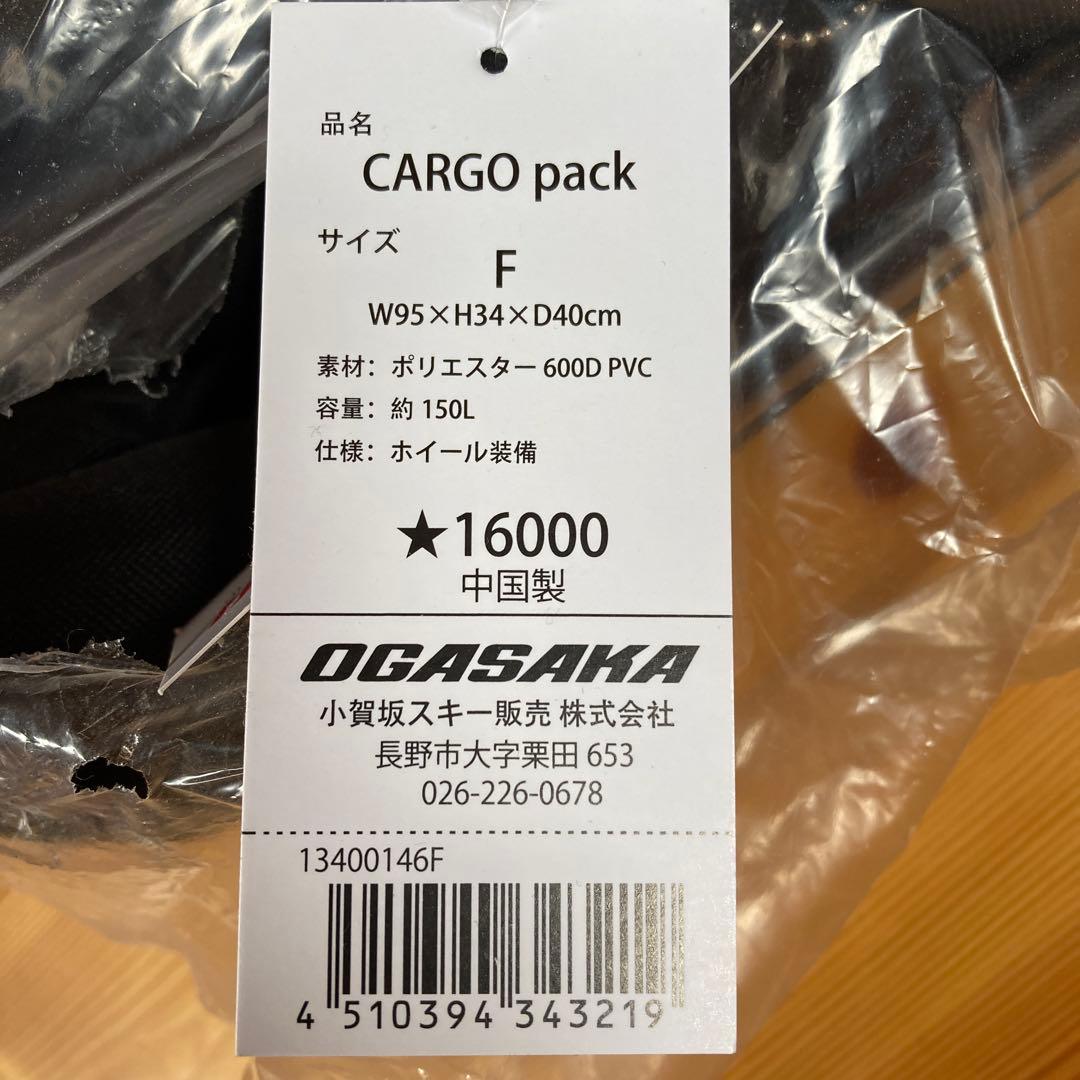 品名
CARGO pack
サイズ
F
W95×H34×D40cm
素材：ポリエスター 600D PVC
容量：約 150L
仕様：ホイール装備
★16000
中国製
OGASAKA
小賀坂スキー販売 株式会社
長野市大字栗田 653
026-226-0678
13400146F
4 510394 343219